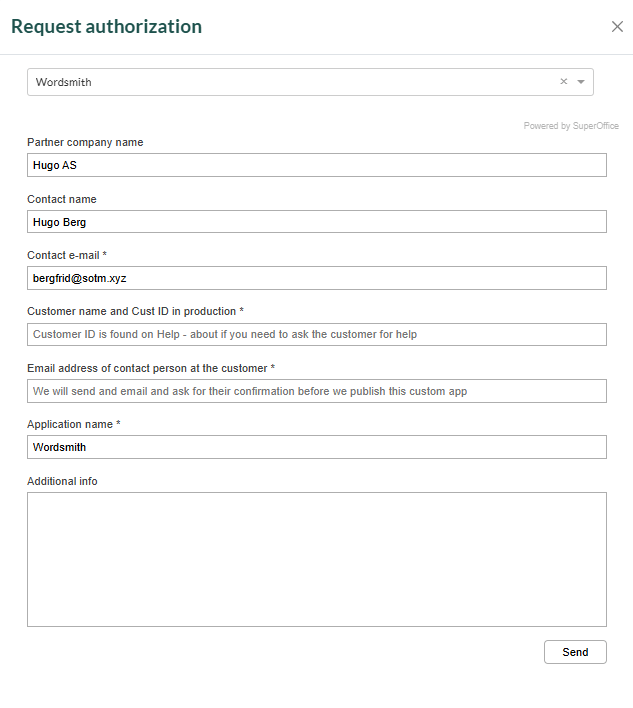 Request authorization
Wordsmith
Powered by SuperOffice
Partner company name
Hugo AS
Contact name
Hugo Berg
Contact e-mail *
bergfrid@sotm.xyz
Customer name and Cust ID in production *
Customer ID is found on Help - about if you need to ask the customer for help
Email address of contact person at the customer *
We will send and email and ask for their confirmation before we publish this custom app
Application name *
Wordsmith
Additional info
Send